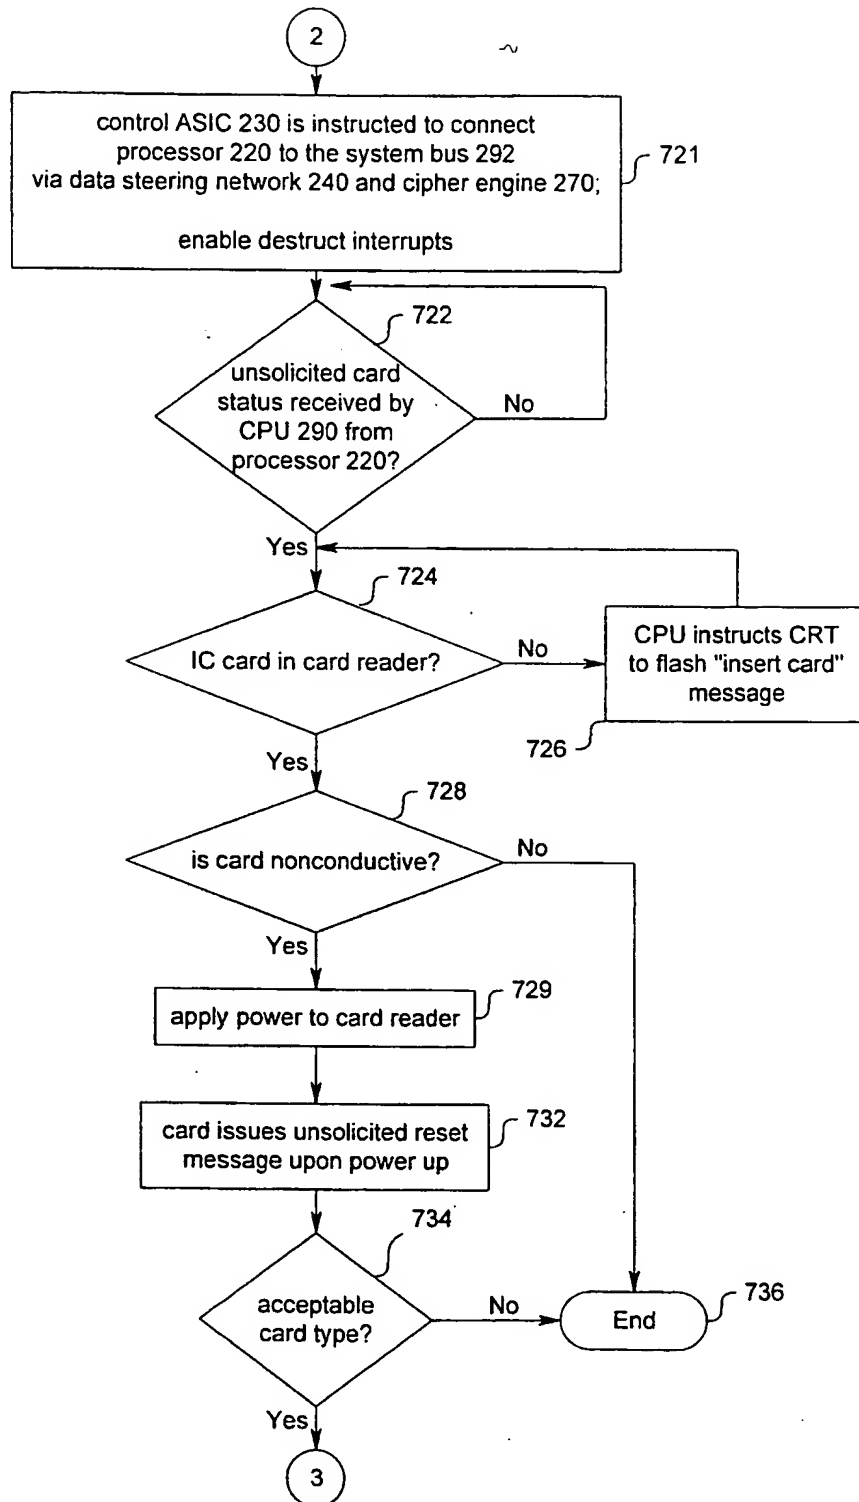 2
control ASIC 230 is instructed to connect
processor 220 to the system bus 292
via data steering network 240 and cipher engine 270;
enable destruct interrupts
721
722
unsolicited card
status received by
CPU 290 from
processor 220?
No
Yes
724
IC card in card reader?
No
CPU instructs CRT
to flash "insert card"
message
726
Yes
728
is card nonconductive?
No
Yes
729
apply power to card reader
732
card issues unsolicited reset
message upon power up
734
acceptable
card type?
No
End
736
Yes
3